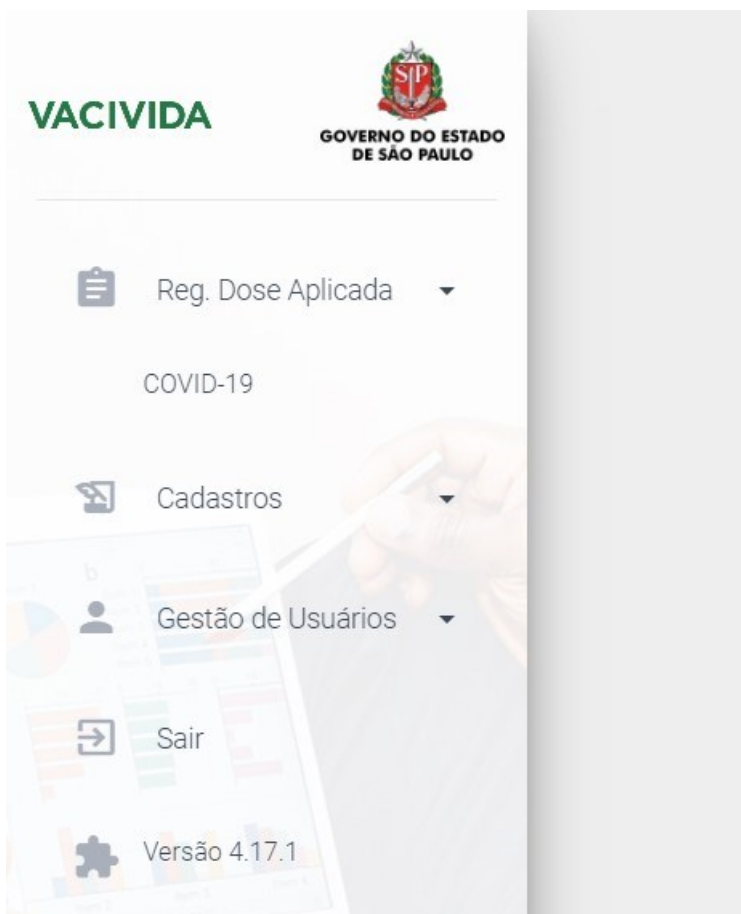 VACIVIDA
SP
GOVERNO DO ESTADO
DE SÃO PAULO
Reg. Dose Aplicada
COVID-19
Cadastros
b
Gestão de Usuários
Sair
Versão 4.17.1